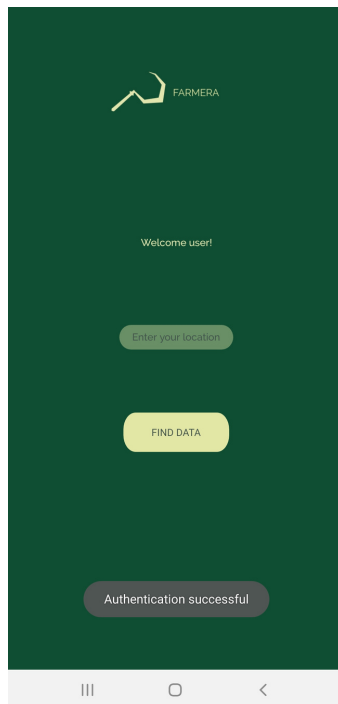 FARMERA
Welcome user!
Enter your location
FIND DATA
Authentication successful